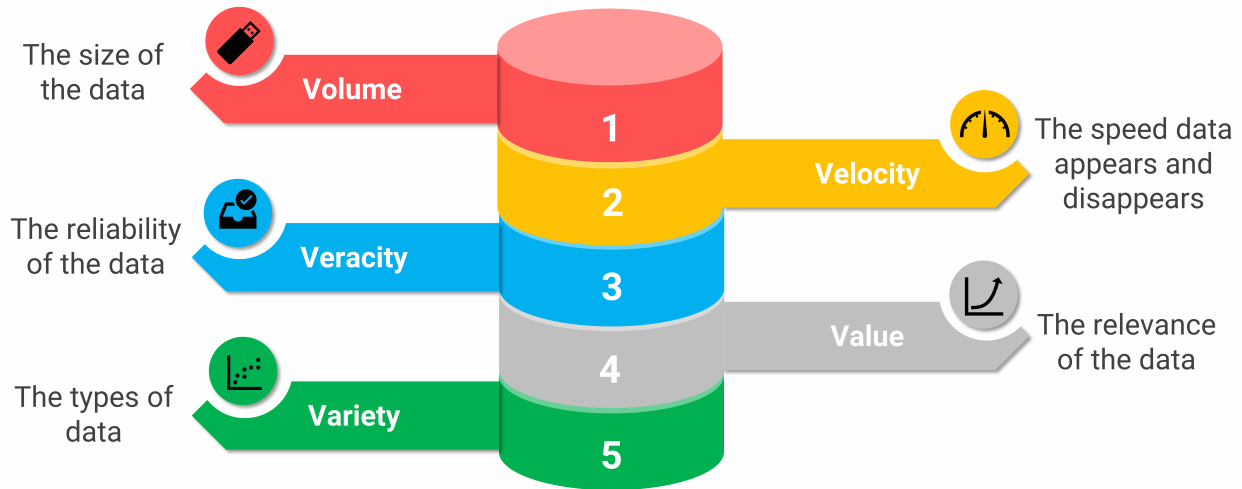 The size of
the data
Volume
1
Velocity
The speed data
appears and
disappears
2
The reliability
of the data
Veracity
3
Value
The relevance
of the data
4
The types of
data
Variety
5